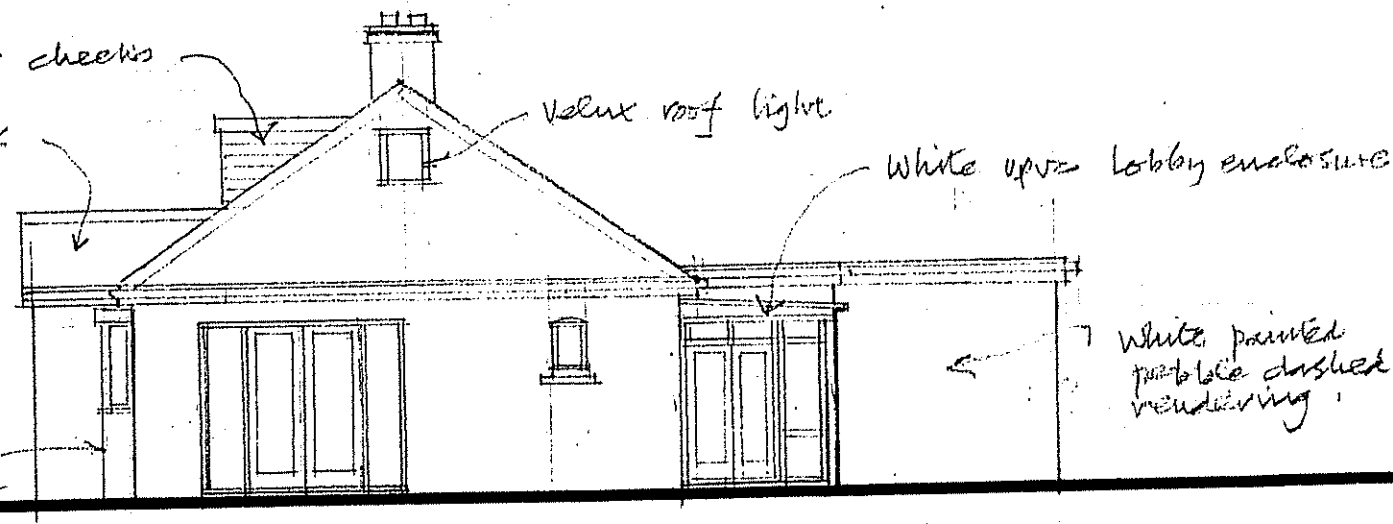 cheeks
Velux roof light
White upvc lobby enclosure
White painted
pebble dashed
rendering.